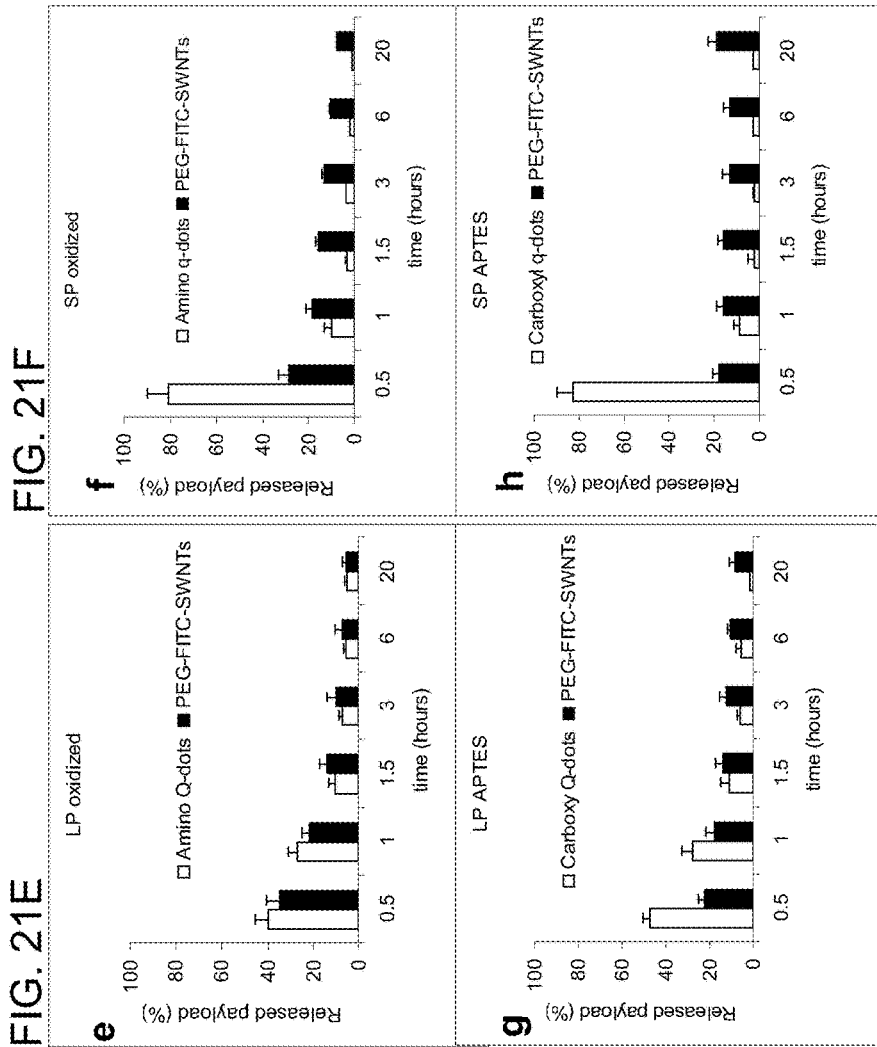 FIG. 21E
e
LP oxidized
□ Amino Q-dots ■ PEG-FITC-SWNTs
Released payload (%)
100
80
60
40
20
0
0.5 1 1.5 3 6 20
time (hours)
FIG. 21F
f
SP oxidized
□ Amino q-dots ■ PEG-FITC-SWNTs
Released payload
(%)
100
80
60
40
20
0
0.5 1 1.5 3 6 20
time (hours)
g
LP APTES
□ Carboxy Q-dots ■ PEG-FITC-SWNTs
Released payload (%)
100
80
60
40
20
0
0.5 1 1.5 3 6 20
time (hours)
h
SP APTES
□ Carboxyl q-dots ■ PEG-FITC-SWNTs
Released payload
(%)
100
80
60
40
20
0
0.5 1 1.5 3 6 20
time (hours)